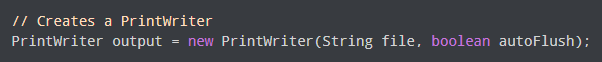 // Creates a PrintWriter
PrintWriter output = new PrintWriter(String file, boolean autoFlush);